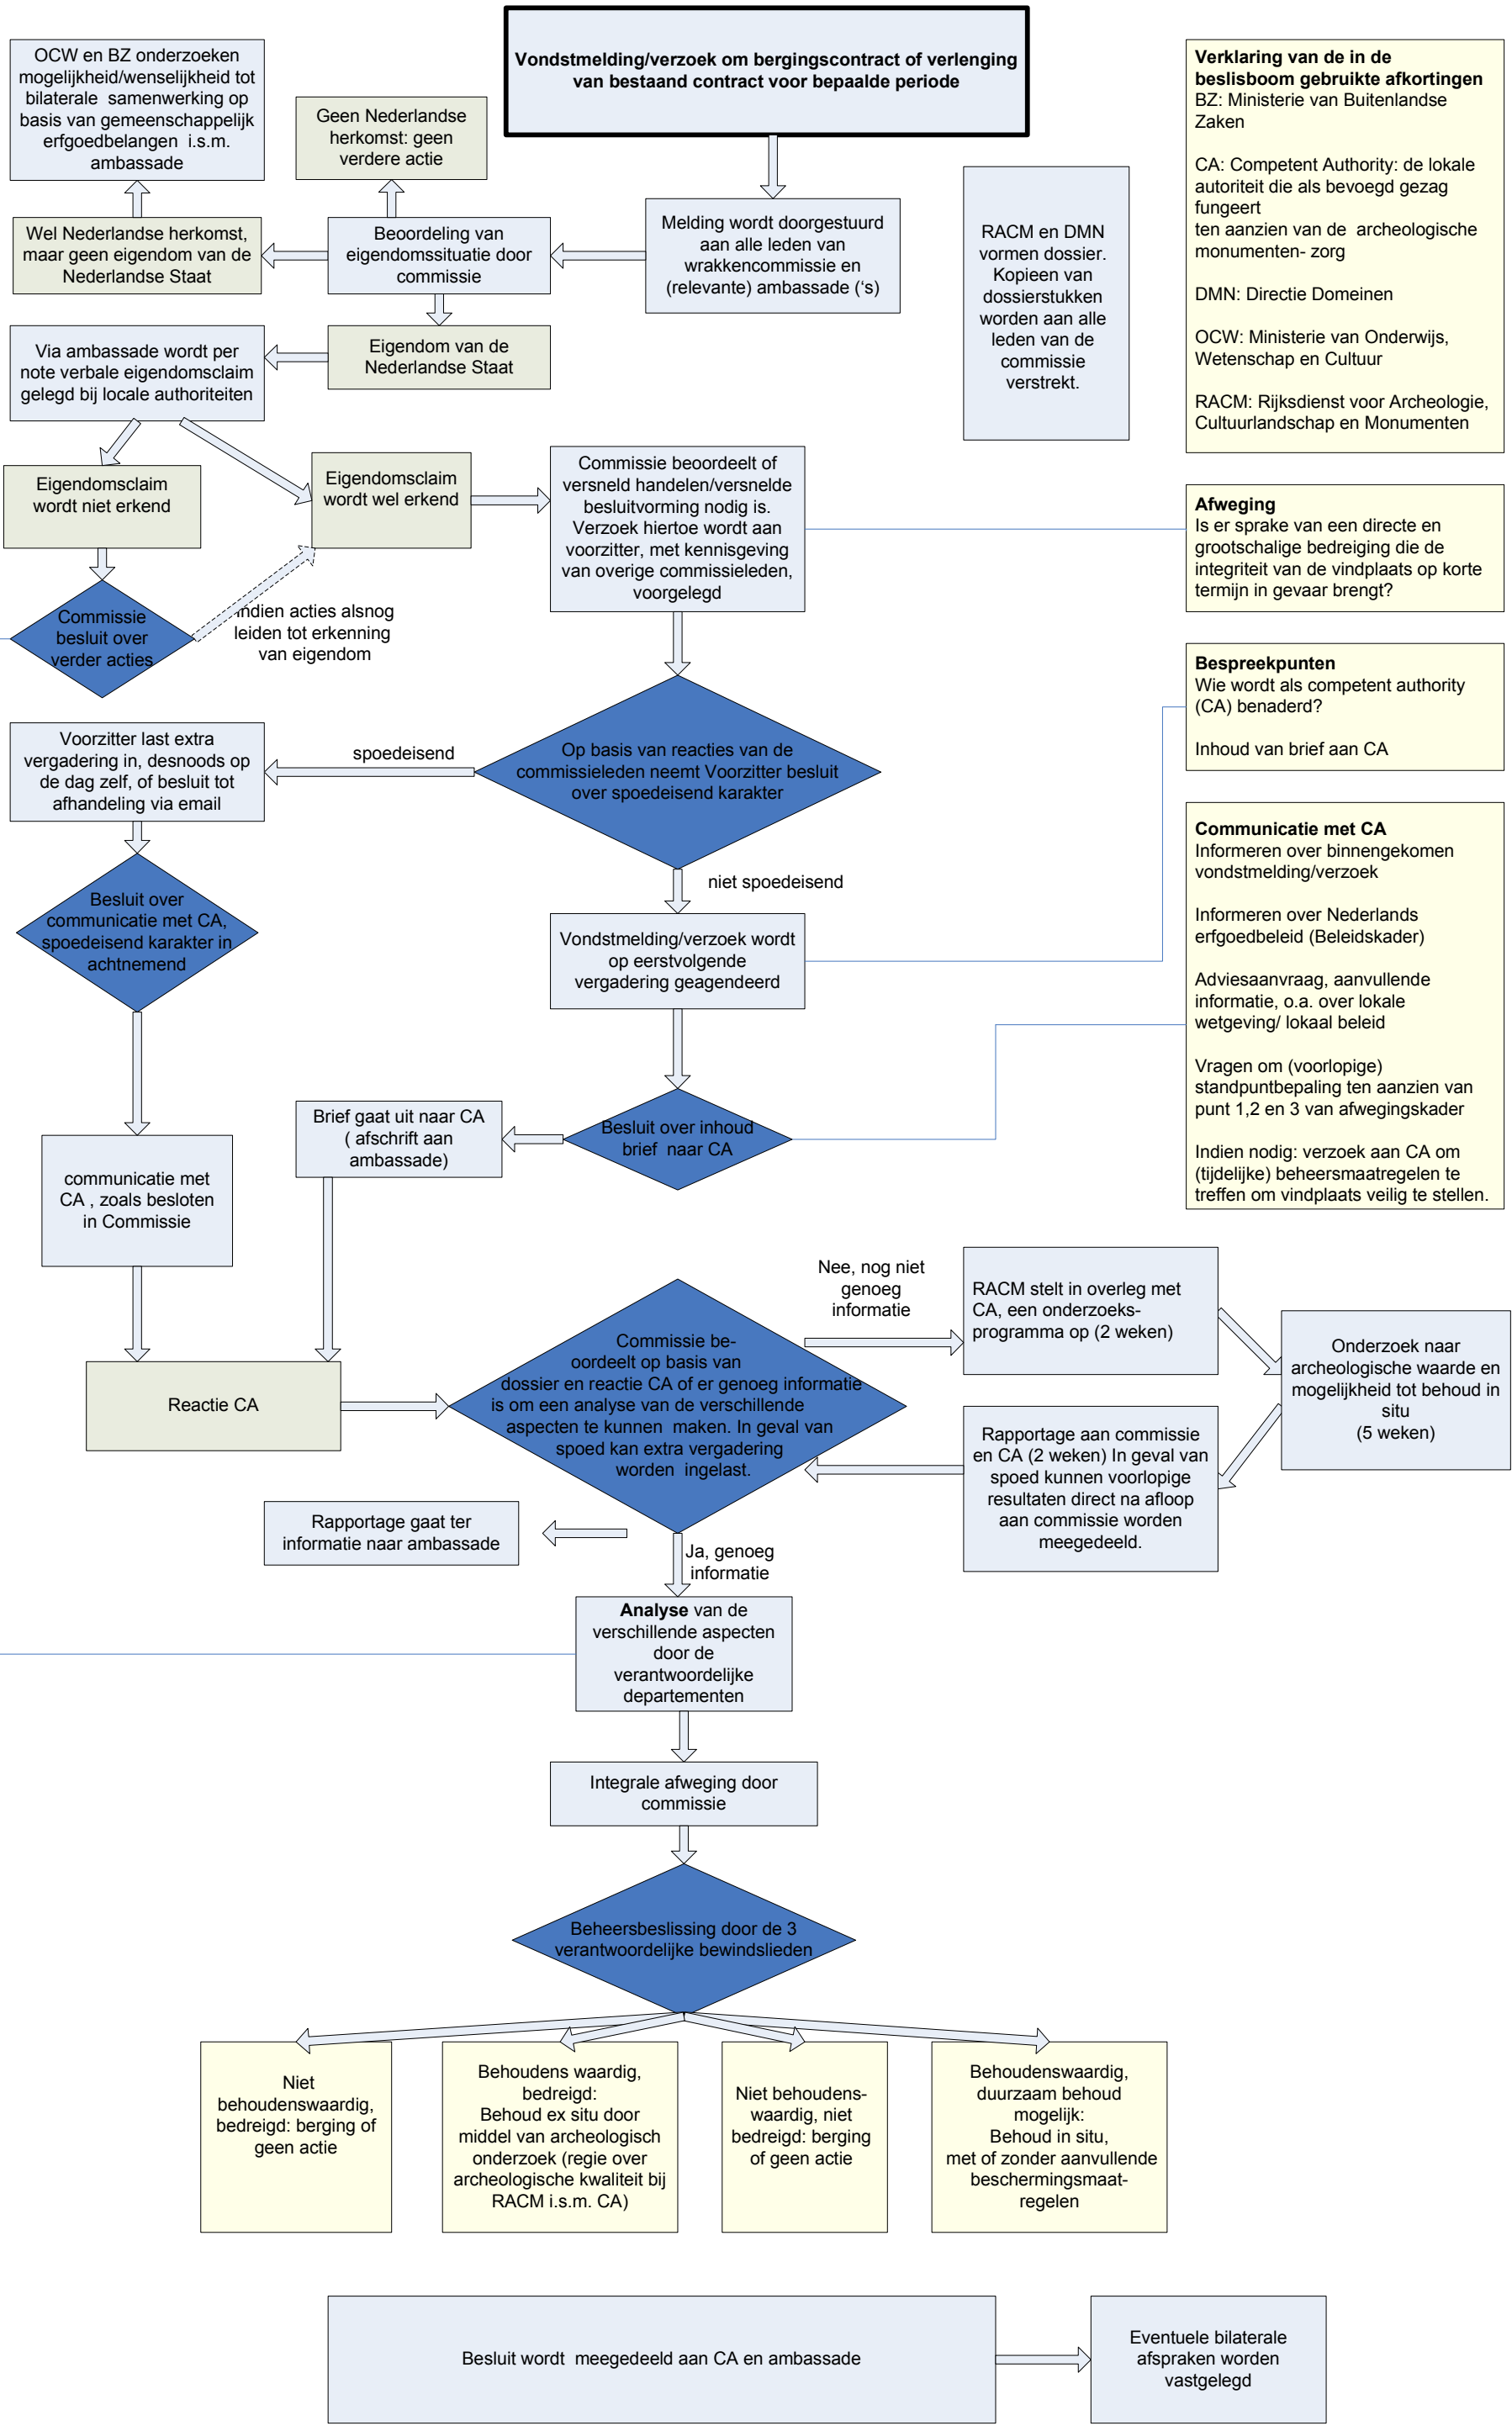 Vondstmelding/verzoek om bergingscontract of verlenging
van bestaand contract voor bepaalde periode
OCW en BZ onderzoeken
mogelijkheid/wenselijkheid tot
bilaterale samenwerking op
basis van gemeenschappelijk
erfgoedbelangen i.s.m.
ambassade
Geen Nederlandse
herkomst: geen
verdere actie
Wel Nederlandse herkomst,
maar geen eigendom van de
Nederlandse Staat
Beoordeling van
eigendomssituatie door
commissie
Melding wordt doorgestuurd
aan alle leden van
wrakkencommissie en
(relevante) ambassade ('s)
RACM en DMN
vormen dossier.
Kopieen van
dossierstukken
worden aan alle
leden van de
commissie
verstrekt.
Verklaring van de in de
beslisboom gebruikte afkortingen
BZ: Ministerie van Buitenlandse
Zaken
CA: Competent Authority: de lokale
autoriteit die als bevoegd gezag
fungeert
ten aanzien van de archeologische
monumenten- zorg
DMN: Directie Domeinen
OCW: Ministerie van Onderwijs,
Wetenschap en Cultuur
RACM: Rijksdienst voor Archeologie,
Cultuurlandschap en Monumenten
Via ambassade wordt per
note verbale eigendomsclaim
gelegd bij locale authoriteiten
Eigendom van de
Nederlandse Staat
Eigendomsclaim
wordt niet erkend
Eigendomsclaim
wordt wel erkend
Commissie beoordeelt of
versneld handelen/versnelde
besluitvorming nodig is.
Verzoek hiertoe wordt aan
voorzitter, met kennisgeving
van overige commissieleden,
voorgelegd
Afweging
Is er sprake van een directe en
grootschalige bedreiging die de
integriteit van de vindplaats op korte
termijn in gevaar brengt?
Commissie
besluit over
verder acties
Indien acties alsnog
leiden tot erkenning
van eigendom
Bespreekpunten
Wie wordt als competent authority
(CA) benaderd?
Inhoud van brief aan CA
Voorzitter last extra
vergadering in, desnoods op
de dag zelf, of besluit tot
afhandeling via email
spoedeisend
Op basis van reacties van de
commissieleden neemt Voorzitter besluit
over spoedeisend karakter
niet spoedeisend
Communicatie met CA
Informeren over binnengekomen
vondstmelding/verzoek
Informeren over Nederlands
erfgoedbeleid (Beleidskader)
Adviesaanvraag, aanvullende
informatie, o.a. over lokale
wetgeving/ lokaal beleid
Vragen om (voorlopige)
standpuntbepaling ten aanzien van
punt 1,2 en 3 van afwegingskader
Indien nodig: verzoek aan CA om
(tijdelijke) beheersmaatregelen te
treffen om vindplaats veilig te stellen.
Besluit over
communicatie met CA,
spoedeisend karakter in
achtnemend
Vondstmelding/verzoek wordt
op eerstvolgende
vergadering geagendeerd
Brief gaat uit naar CA
( afschrift aan
ambassade)
Besluit over inhoud
brief naar CA
communicatie met
CA , zoals besloten
in Commissie
Reactie CA
Commissie be-
oordeelt op basis van
dossier en reactie CA of er genoeg informatie
is om een analyse van de verschillende
aspecten te kunnen maken. In geval van
spoed kan extra vergadering
worden ingelast.
Nee, nog niet
genoeg
informatie
RACM stelt in overleg met
CA, een onderzoeks-
programma op (2 weken)
Onderzoek naar
archeologische waarde en
mogelijkheid tot behoud in
situ
(5 weken)
Rapportage aan commissie
en CA (2 weken) In geval van
spoed kunnen voorlopige
resultaten direct na afloop
aan commissie worden
meegedeeld.
Rapportage gaat ter
informatie naar ambassade
Ja, genoeg
informatie
Analyse van de
verschillende aspecten
door de
verantwoordelijke
departementen
Integrale afweging door
commissie
Beheersbeslissing door de 3
verantwoordelijke bewindslieden
Niet
behoudenswaardig,
bedreigd: berging of
geen actie
Behoudens waardig,
bedreigd:
Behoud ex situ door
middel van archeologisch
onderzoek (regie over
archeologische kwaliteit bij
RACM i.s.m. CA)
Niet behoudens-
waardig, niet
bedreigd: berging
of geen actie
Behoudenswaardig,
duurzaam behoud
mogelijk:
Behoud in situ,
met of zonder aanvullende
beschermingsmaat-
regelen
Besluit wordt meegedeeld aan CA en ambassade
Eventuele bilaterale
afspraken worden
vastgelegd